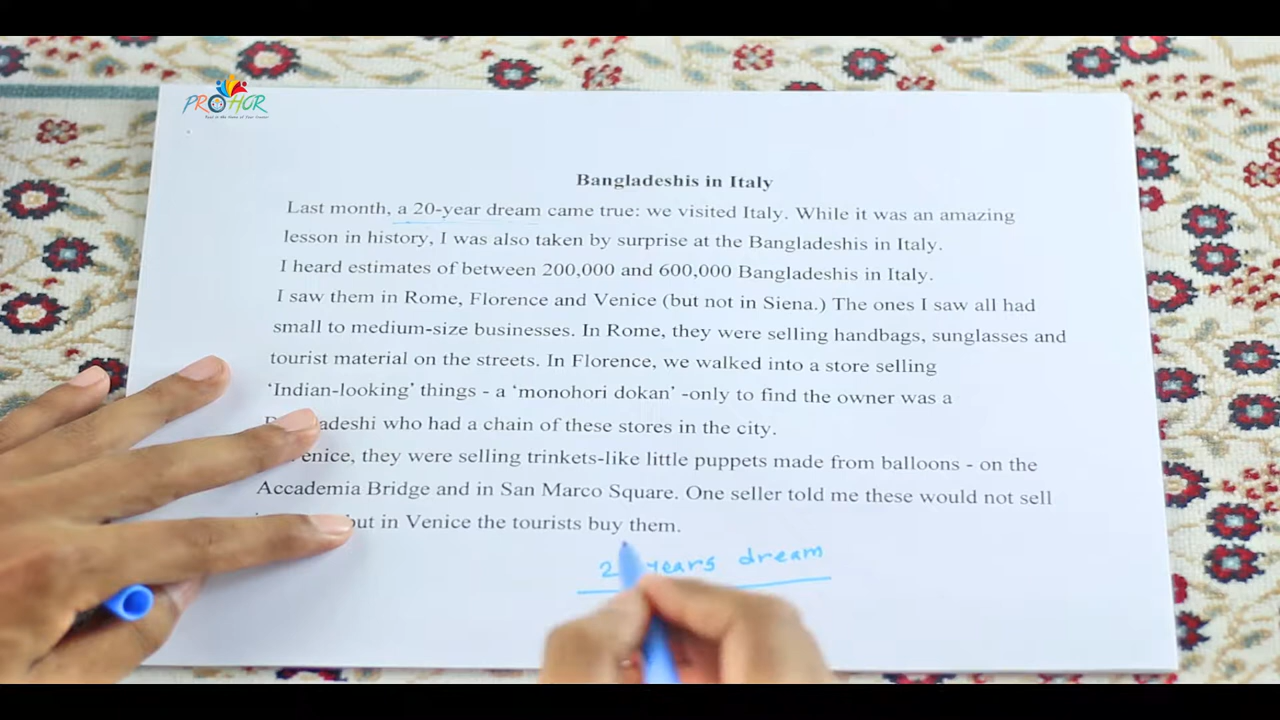 PROHOR
Bangladeshis in Italy
Last month, a 20-year dream came true: we visited Italy. While it was an amazing
lesson in history, I was also taken by surprise at the Bangladeshis in Italy.
I heard estimates of between 200,000 and 600,000 Bangladeshis in Italy.
I saw them in Rome, Florence and Venice (but not in Siena.) The ones I saw all had
small to medium-size businesses. In Rome, they were selling handbags, sunglasses and
tourist material on the streets. In Florence, we walked into a store selling
‘Indian-looking’ things - a ‘monohori dokan’ -only to find the owner was a
who had a chain of these stores in the city.
they were selling trinkets-like little puppets made from balloons - on the
Accademia Bridge and in San Marco Square. One seller told me these would not sell
but in Venice the tourists buy them.
years dream